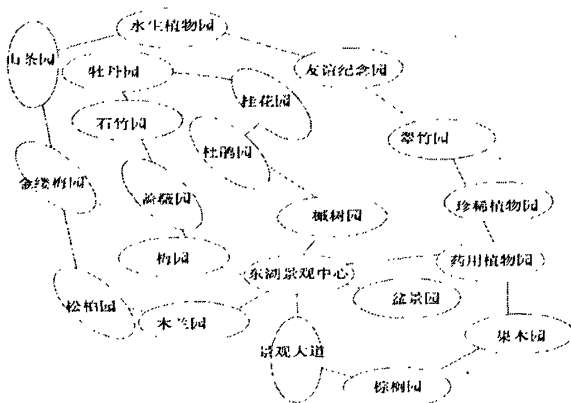 水生植物园
山茶园
牡丹园
友谊纪念园
桂花园
石竹园
杜鹃园
翠竹园
金缕梅园
蔷薇园
槭树园
珍稀植物园
梅园
东湖景观中心
药用植物园
松柏园
木兰园
盆景园
景观大道
果木园
棕榈园